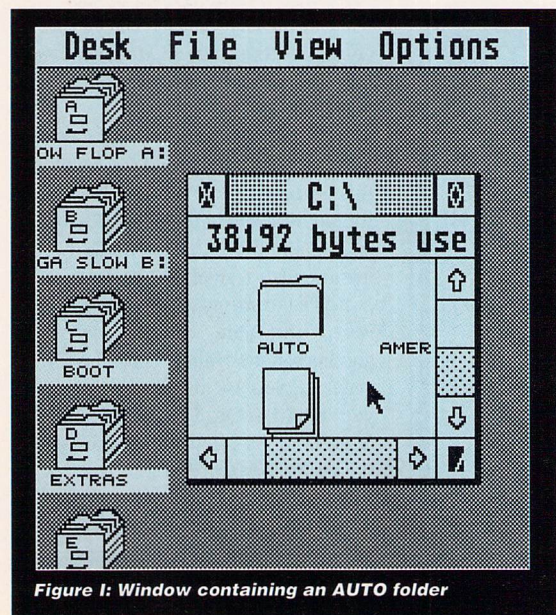 Desk File View Options
A
OW FLOP A:
B
GA SLOW B:
C
BOOT
D
EXTRAS
E
C:\
38192 bytes use
AUTO AMER
Figure I: Window containing an AUTO folder